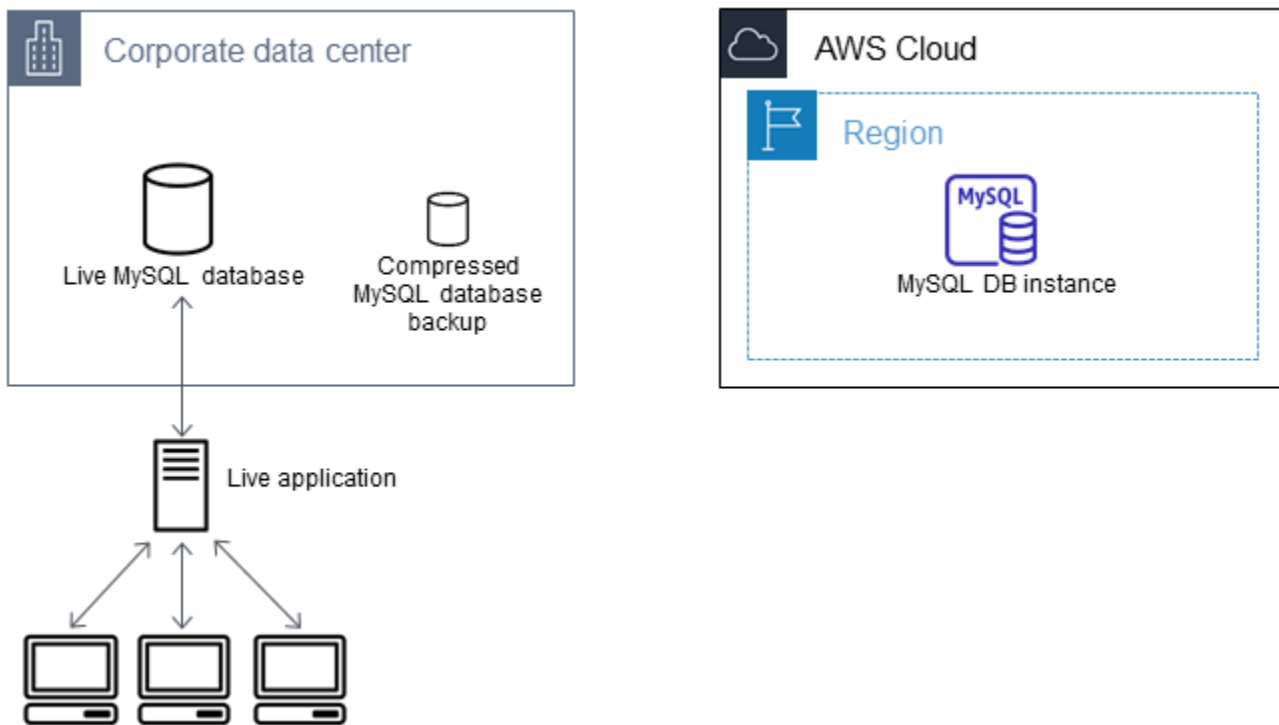 Corporate data center
Live MySQL database
Compressed
MySQL database
backup
Live application
AWS Cloud
Region
MySQL
MySQL DB instance